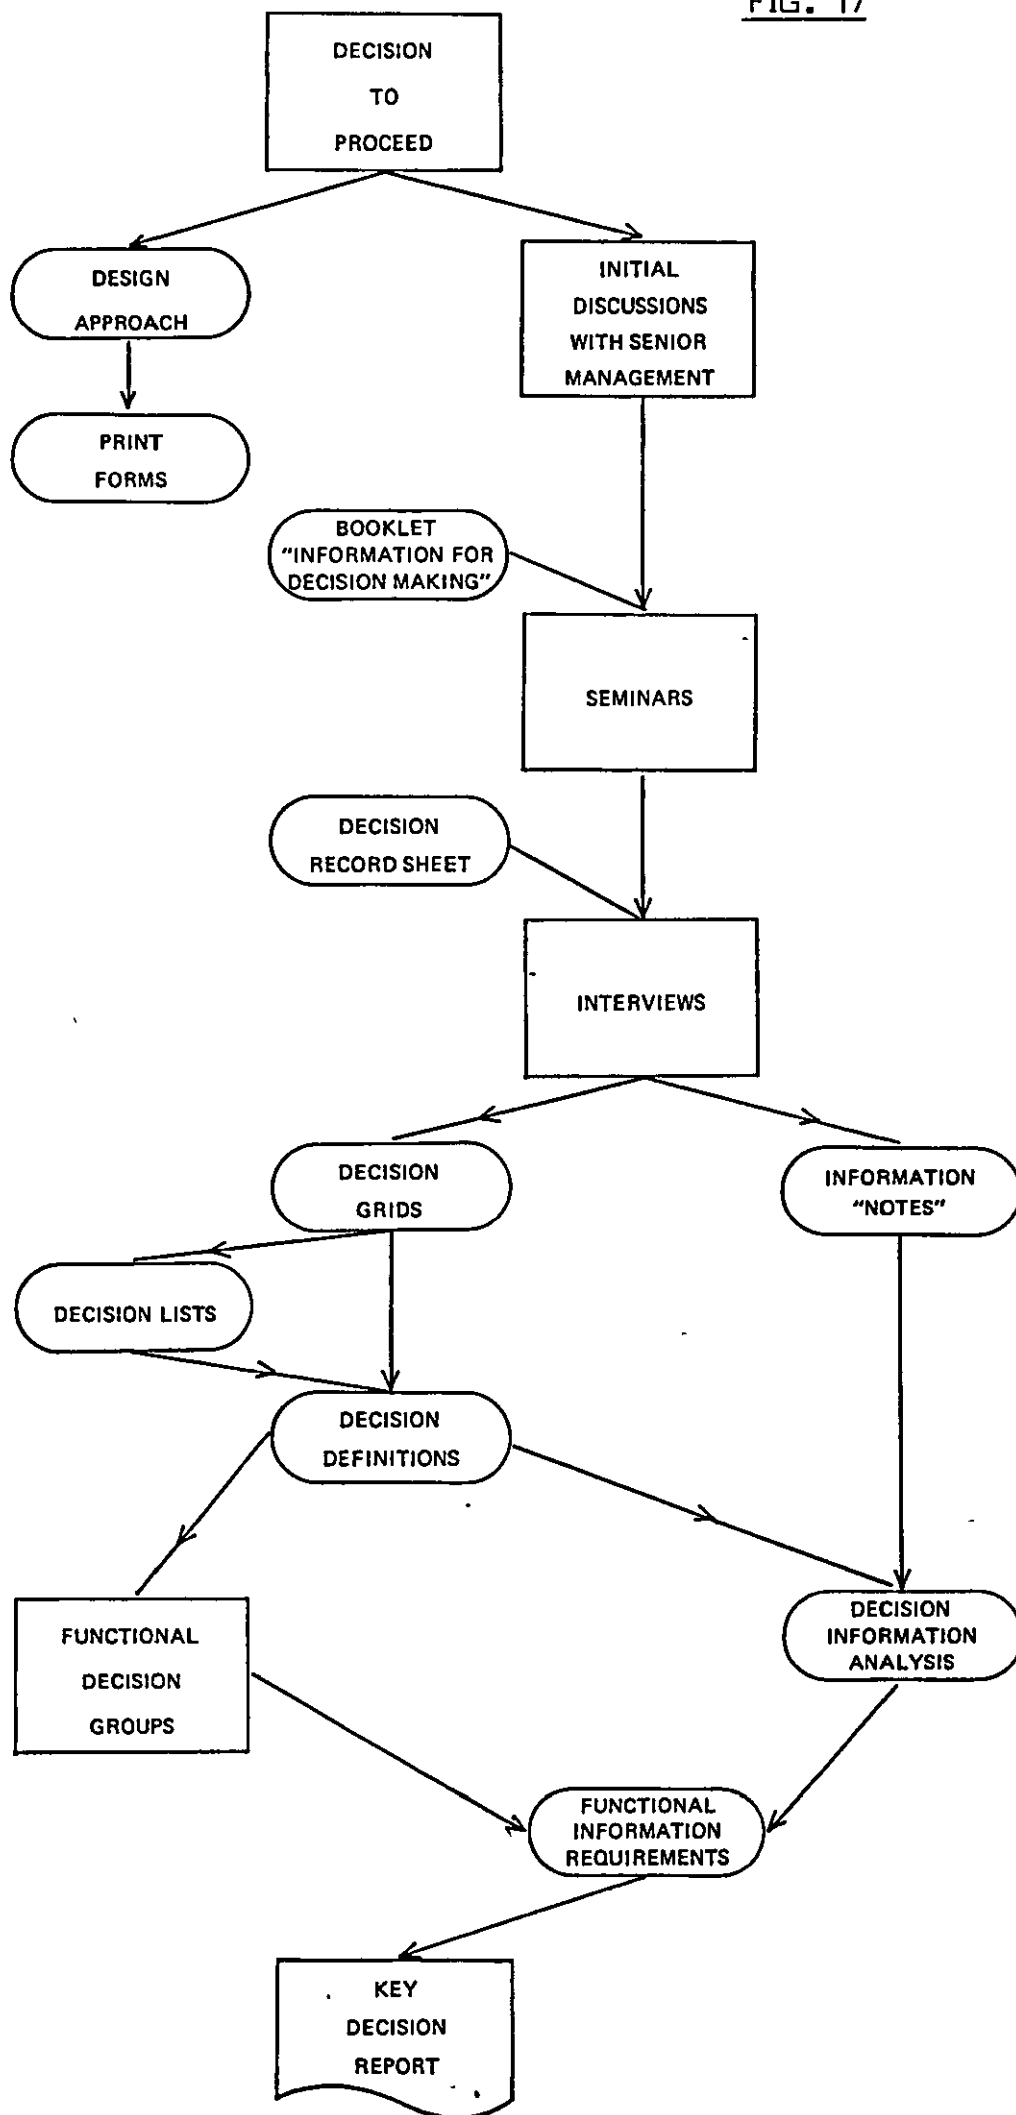 FIG. 17
DECISION
TO
PROCEED
DESIGN
APPROACH
INITIAL
DISCUSSIONS
WITH SENIOR
MANAGEMENT
PRINT
FORMS
BOOKLET
“INFORMATION FOR
DECISION MAKING”
SEMINARS
DECISION
RECORD SHEET
INTERVIEWS
DECISION
GRIDS
INFORMATION
“NOTES”
DECISION LISTS
DECISION
DEFINITIONS
FUNCTIONAL
DECISION
GROUPS
DECISION
INFORMATION
ANALYSIS
FUNCTIONAL
INFORMATION
REQUIREMENTS
KEY
DECISION
REPORT